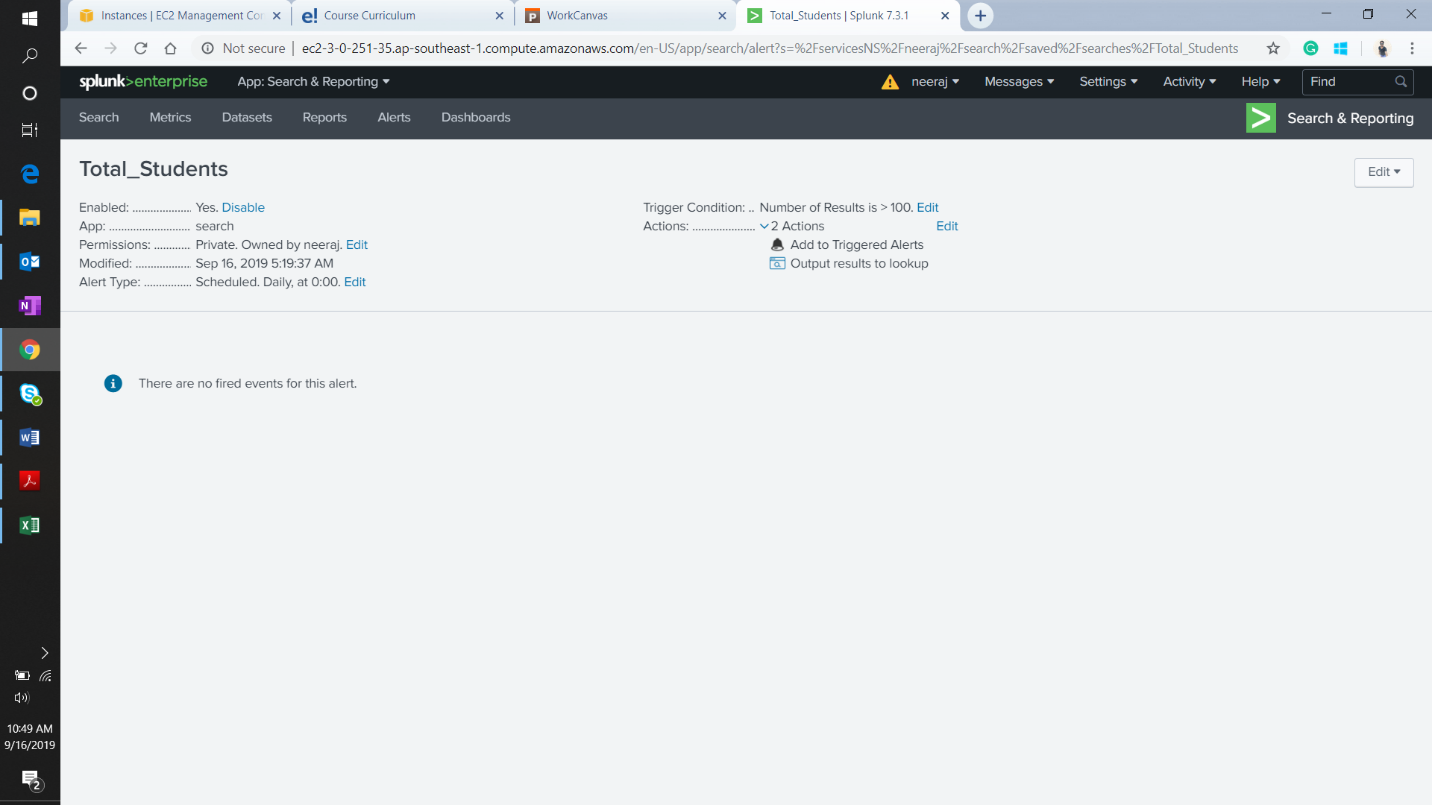 Instances | EC2 Management Co
Course Curriculum
WorkCanvas
Total_Students | Splunk 7.3.1
Not secure | ec2-3-0-251-35.ap-southeast-1.compute.amazonaws.com/en-US/app/search/alert?s=%2FservicesNS%2Fneeraj%2Fsearch%2Fsaved%2Fsearches%2FTotal_Students
splunk>enterprise App: Search & Reporting neeraj Messages Settings Activity Help Find
Search Metrics Datasets Reports Alerts Dashboards Search & Reporting
Total_Students
Edit
Enabled: .................... Yes. Disable
App: ........................... search
Permissions: ............ Private. Owned by neeraj. Edit
Modified: ................... Sep 16, 2019 5:19:37 AM
Alert Type: ................ Scheduled. Daily, at 0:00. Edit
Trigger Condition: .. Number of Results is > 100. Edit
Actions: ..................... 2 Actions Edit
Add to Triggered Alerts
Output results to lookup
There are no fired events for this alert.
10:49 AM
9/16/2019
2